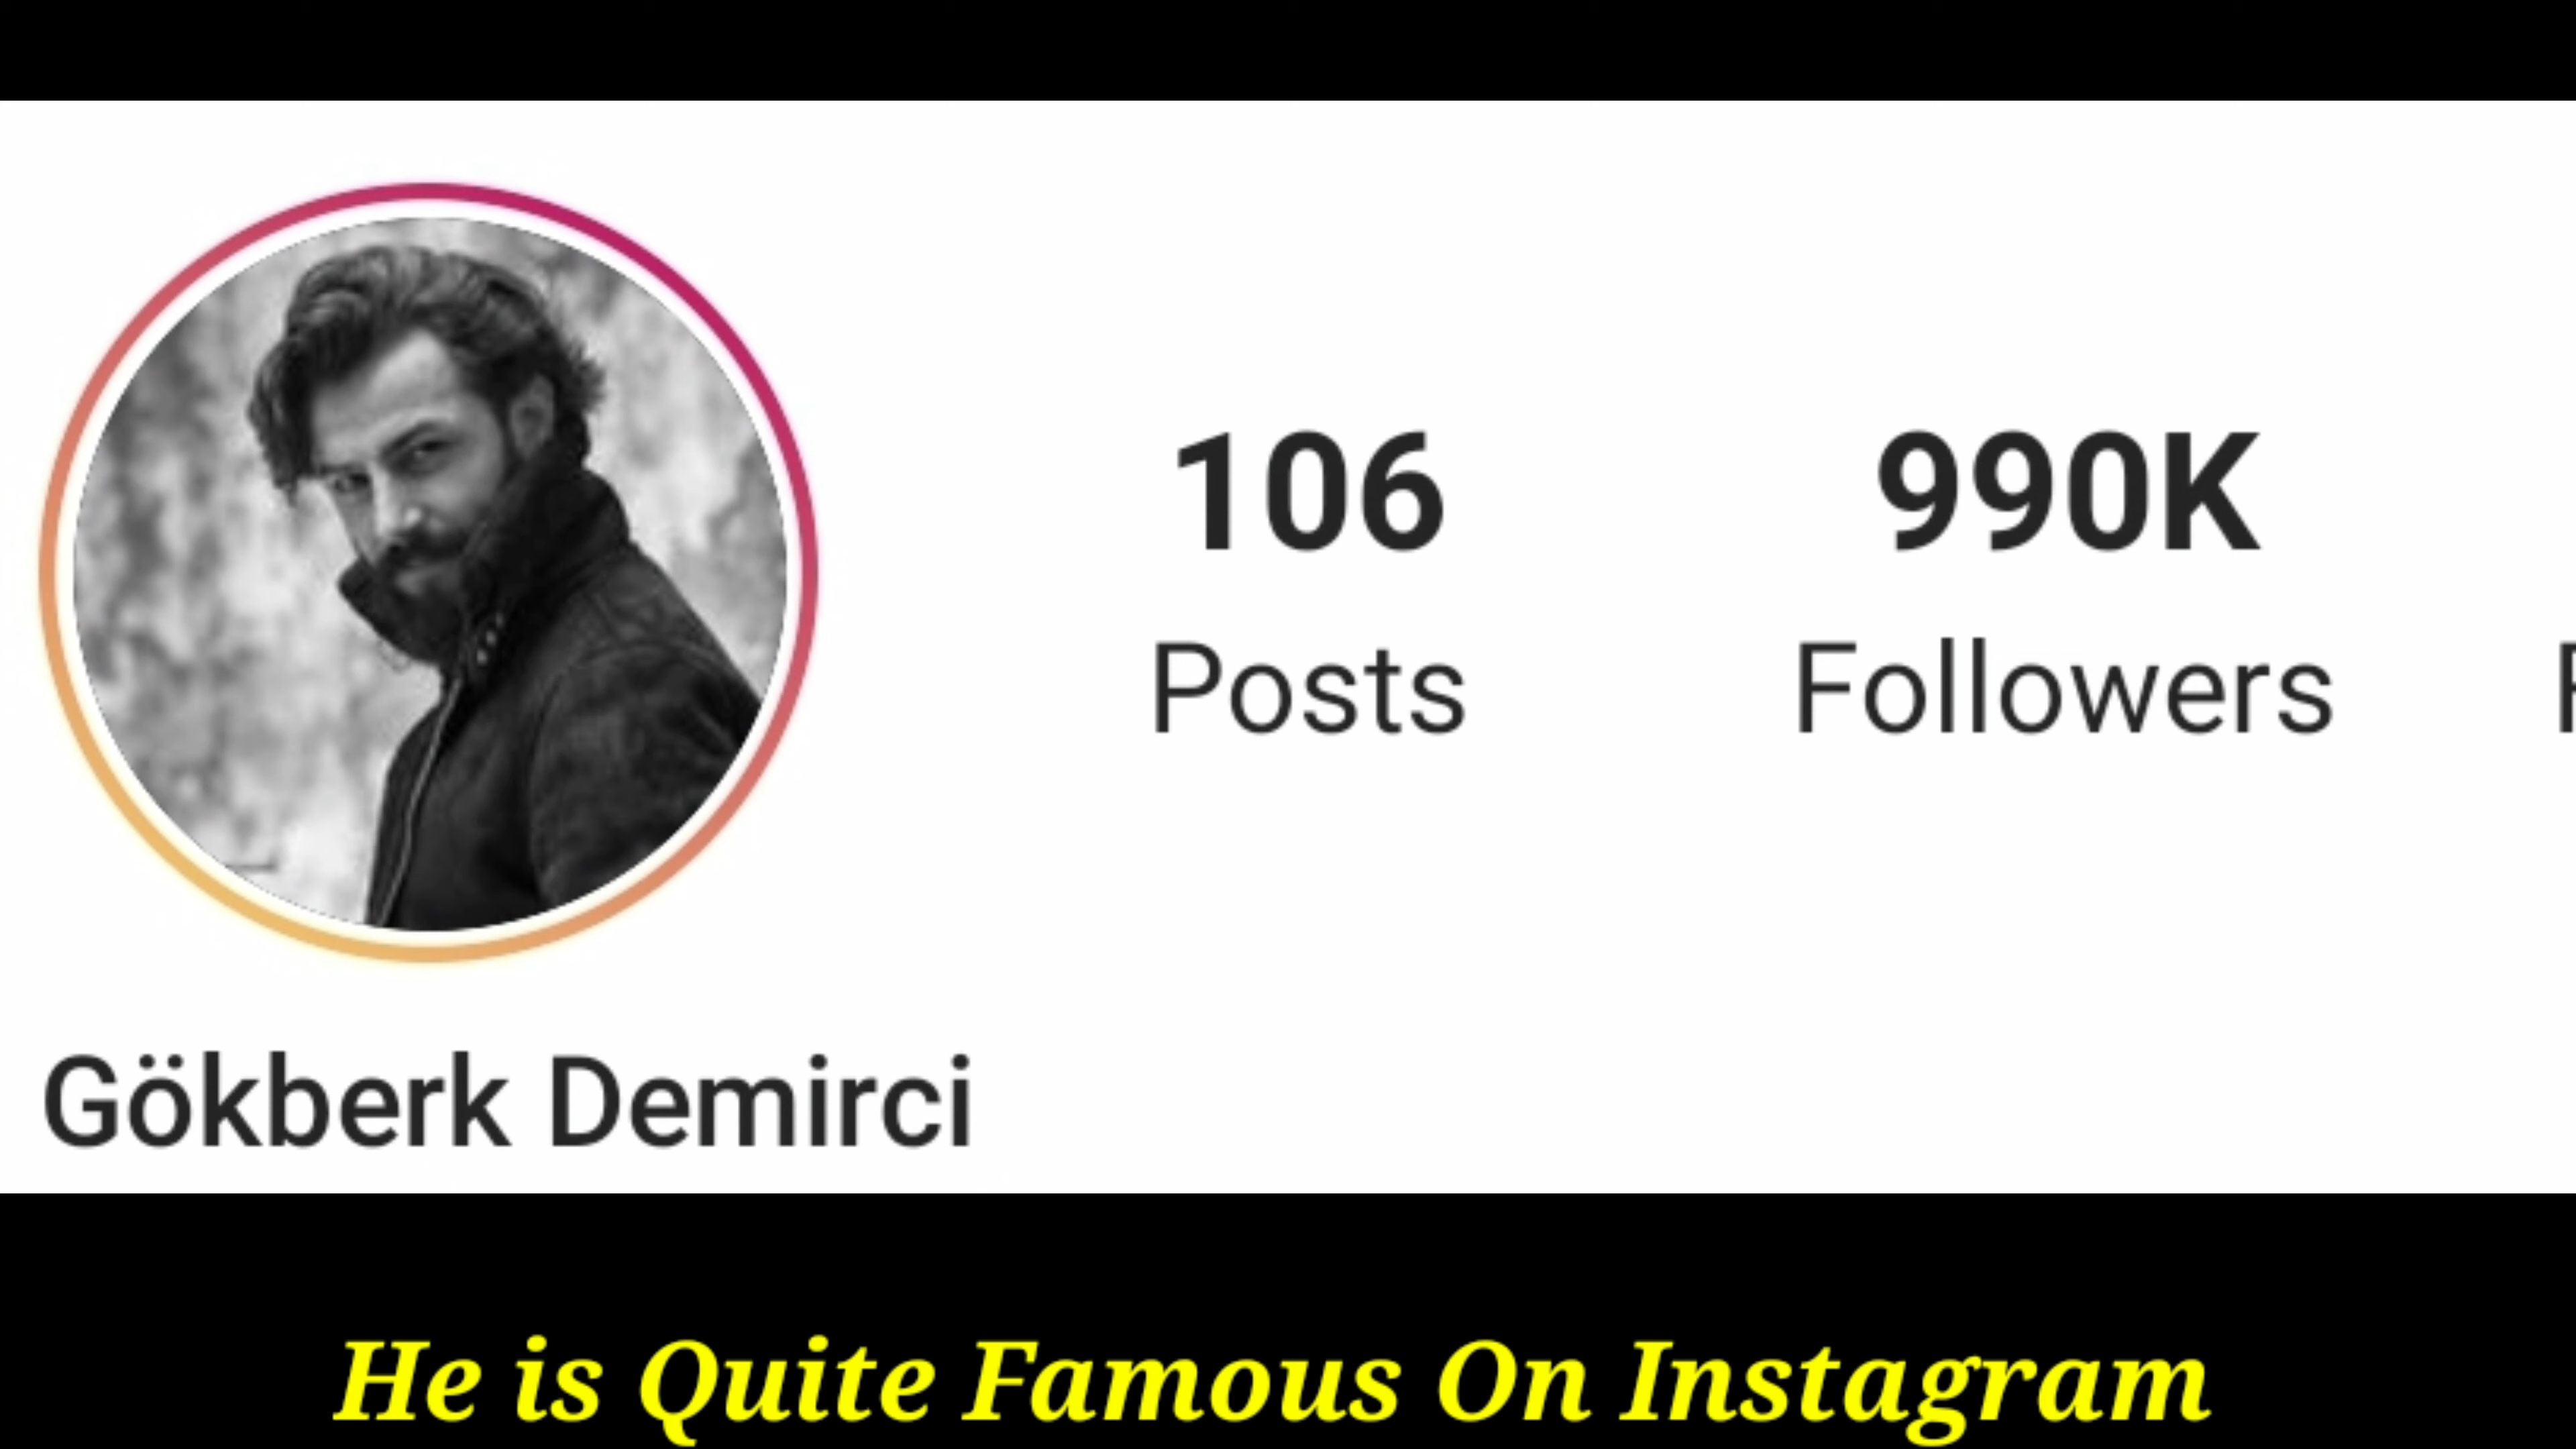 106
990K
Posts
Followers
Gökberk Demirci
He is Quite Famous On Instagram